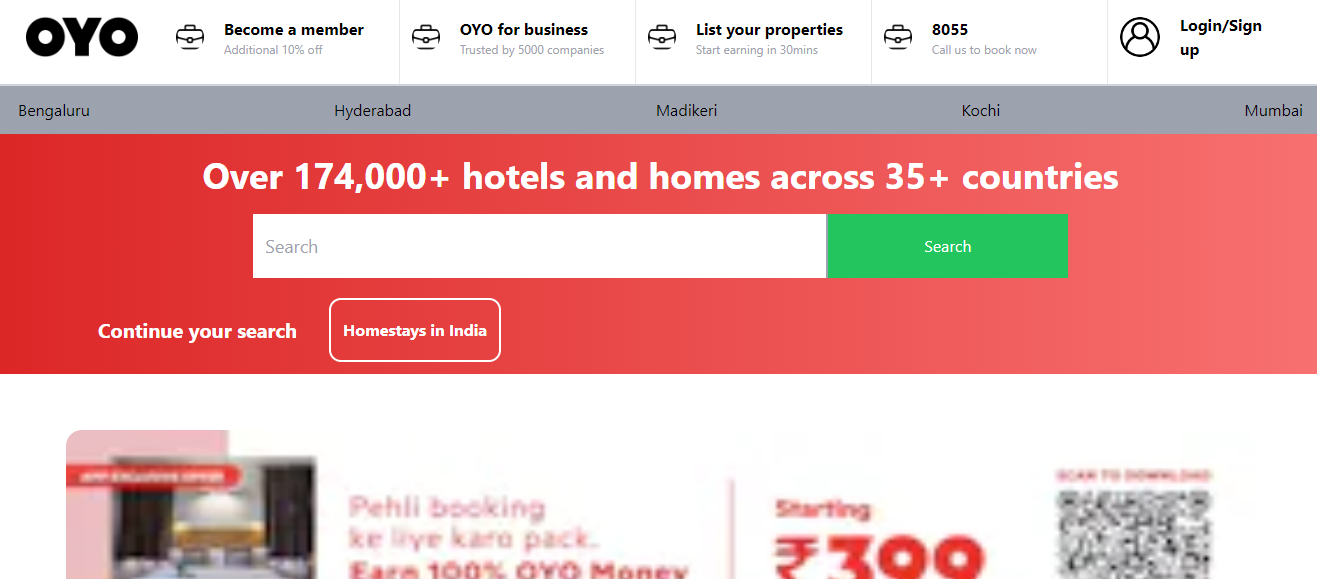 OYO
Become a member
Additional 10% off
OYO for business
Trusted by 5000 companies
List your properties
Start earning in 30mins
8055
Call us to book now
Login/Sign
up
Bengaluru Hyderabad Madikeri Kochi Mumbai
Over 174,000+ hotels and homes across 35+ countries
Search
Search
Continue your search
Homestays in India
APP EXCLUSIVE OFFER
Pehli booking
ke liye karo pack.
Earn 100% OYO Money
Starting
₹399
SCAN TO DOWNLOAD